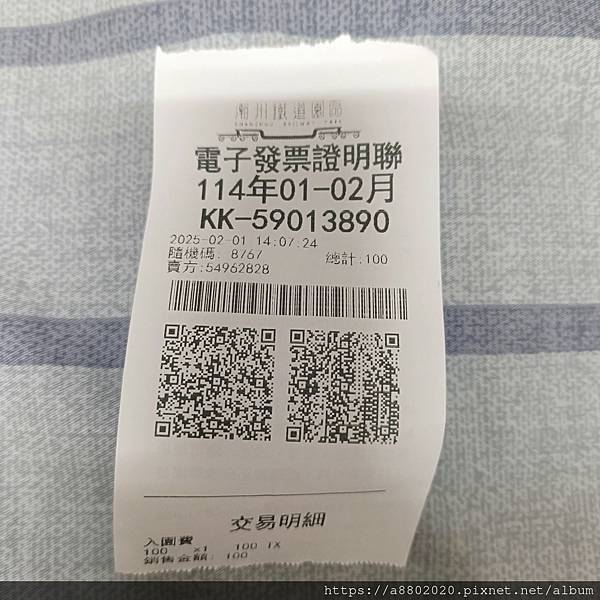 潮州鐵道園區
電子發票證明聯
114年01-02月
KK-59013890
2025-02-01 14:07:24
隨機碼: 8767 總計:100
賣方:54962828
交易明細
入園費
100 x1 100 TX
銷售金額: 100
https://a8802020.pixnet.net/album